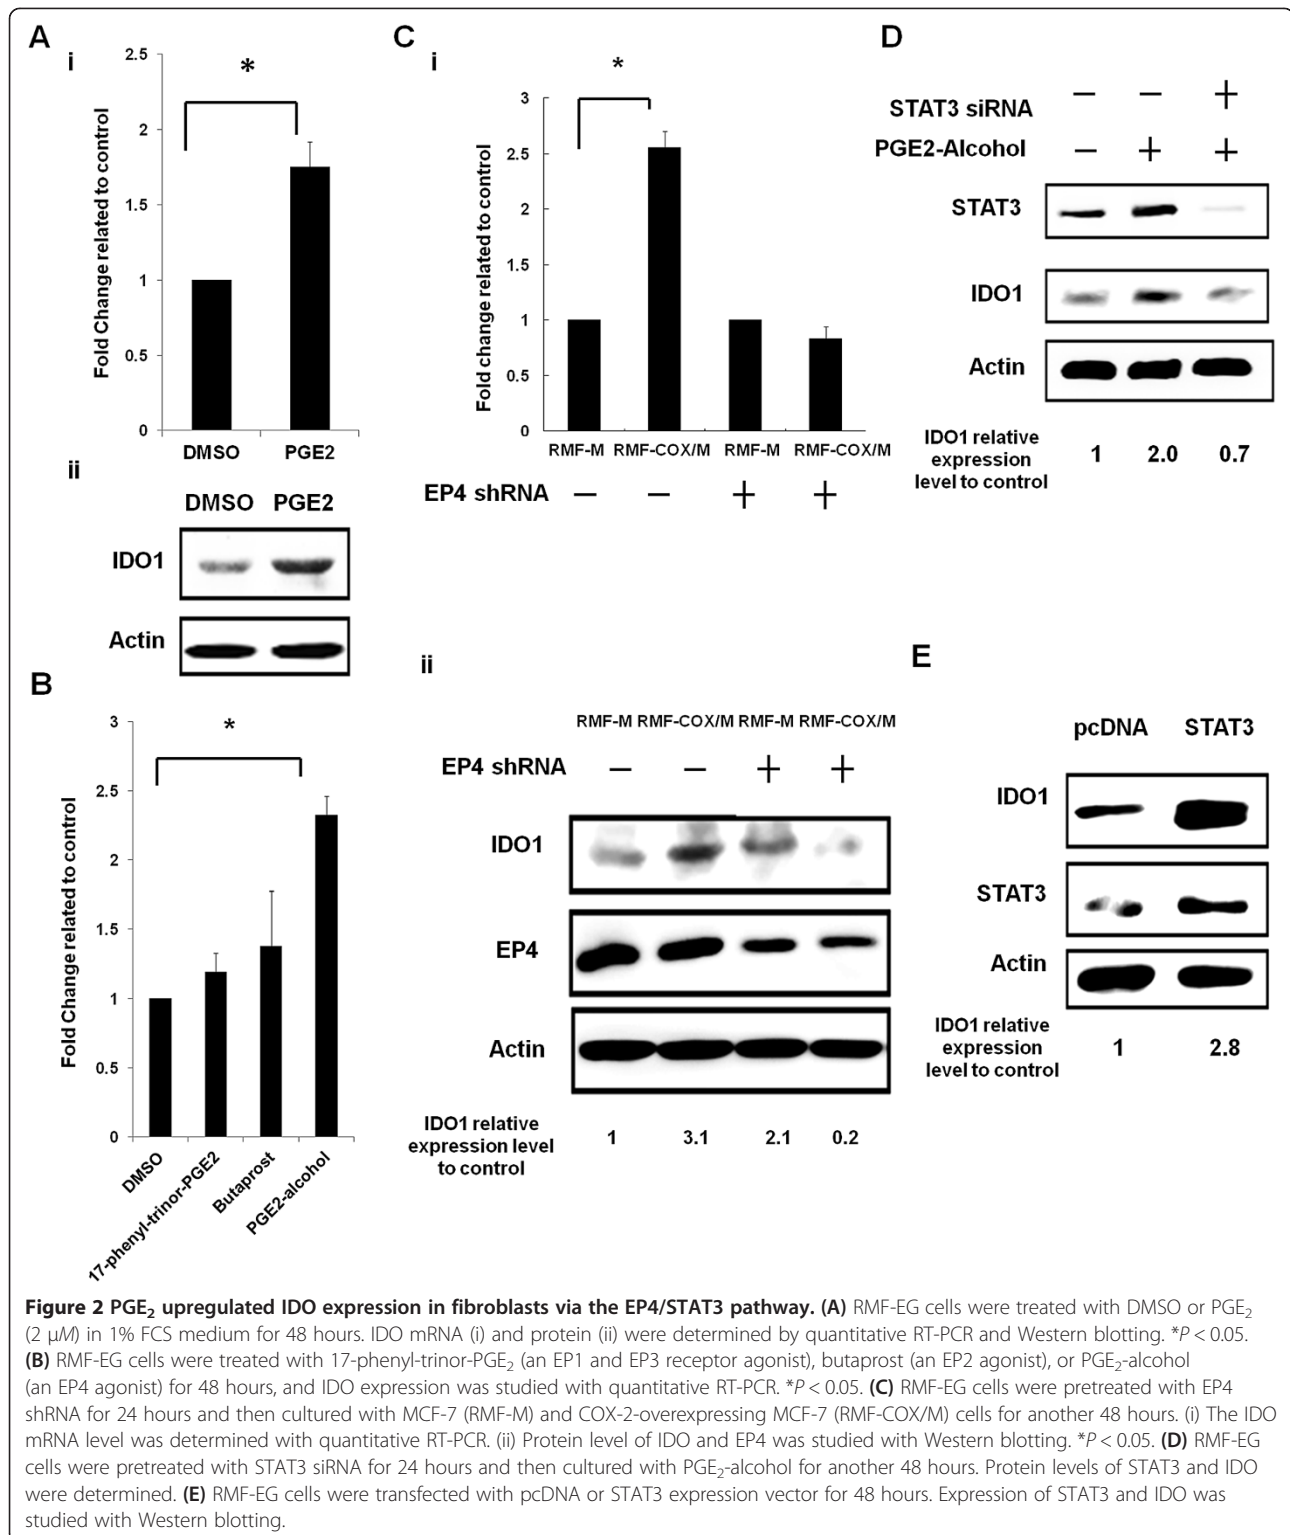 A
i
2.5
2
1.5
1
0.5
0
Fold Change related to control
*
DMSO PGE2
ii
DMSO PGE2
IDO1
Actin
B
3
2.5
2
1.5
1
0.5
0
Fold Change related to control
*
DMSO
17-phenyl-trinor-PGE2
Butaprost
PGE2-alcohol
C
i
3
2.5
2
1.5
1
0.5
0
Fold change related to control
*
RMF-M RMF-COX/M RMF-M RMF-COX/M
EP4 shRNA − − + +
ii
RMF-M RMF-COX/M RMF-M RMF-COX/M
EP4 shRNA − − + +
IDO1
EP4
Actin
IDO1 relative
expression level
to control
1 3.1 2.1 0.2
D
STAT3 siRNA − − +
PGE2-Alcohol − + +
STAT3
IDO1
Actin
IDO1 relative
expression
level to control
1 2.0 0.7
E
pcDNA STAT3
IDO1
STAT3
Actin
IDO1 relative
expression
level to control
1 2.8
Figure 2 PGE₂ upregulated IDO expression in fibroblasts via the EP4/STAT3 pathway. (A) RMF-EG cells were treated with DMSO or PGE₂
(2 μM) in 1% FCS medium for 48 hours. IDO mRNA (i) and protein (ii) were determined by quantitative RT-PCR and Western blotting. *P < 0.05.
(B) RMF-EG cells were treated with 17-phenyl-trinor-PGE₂ (an EP1 and EP3 receptor agonist), butaprost (an EP2 agonist), or PGE₂-alcohol
(an EP4 agonist) for 48 hours, and IDO expression was studied with quantitative RT-PCR. *P < 0.05. (C) RMF-EG cells were pretreated with EP4
shRNA for 24 hours and then cultured with MCF-7 (RMF-M) and COX-2-overexpressing MCF-7 (RMF-COX/M) cells for another 48 hours. (i) The IDO
mRNA level was determined with quantitative RT-PCR. (ii) Protein level of IDO and EP4 was studied with Western blotting. *P < 0.05. (D) RMF-EG
cells were pretreated with STAT3 siRNA for 24 hours and then cultured with PGE₂-alcohol for another 48 hours. Protein levels of STAT3 and IDO
were determined. (E) RMF-EG cells were transfected with pcDNA or STAT3 expression vector for 48 hours. Expression of STAT3 and IDO was
studied with Western blotting.